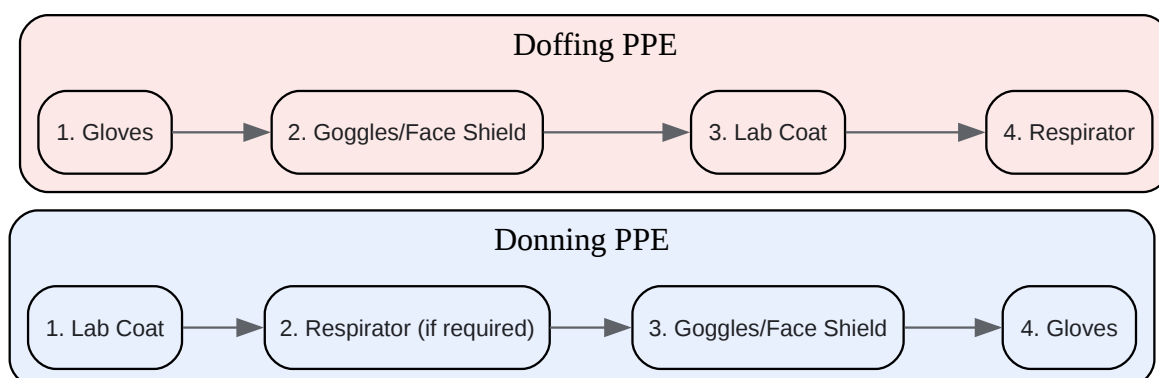 Doffing PPE
1. Gloves
2. Goggles/Face Shield
3. Lab Coat
4. Respirator
Donning PPE
1. Lab Coat
2. Respirator (if required)
3. Goggles/Face Shield
4. Gloves